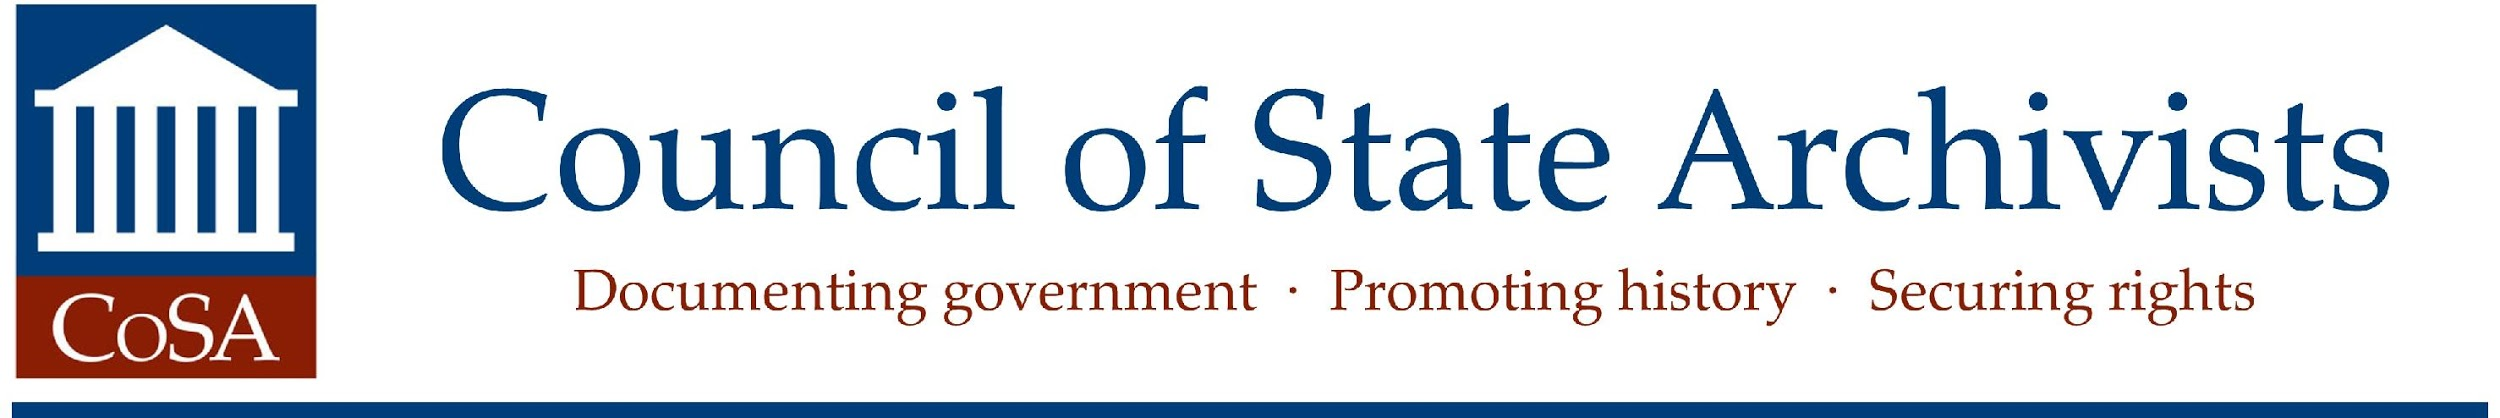 Council of State Archivists
Documenting government · Promoting history · Securing rights
CoSA